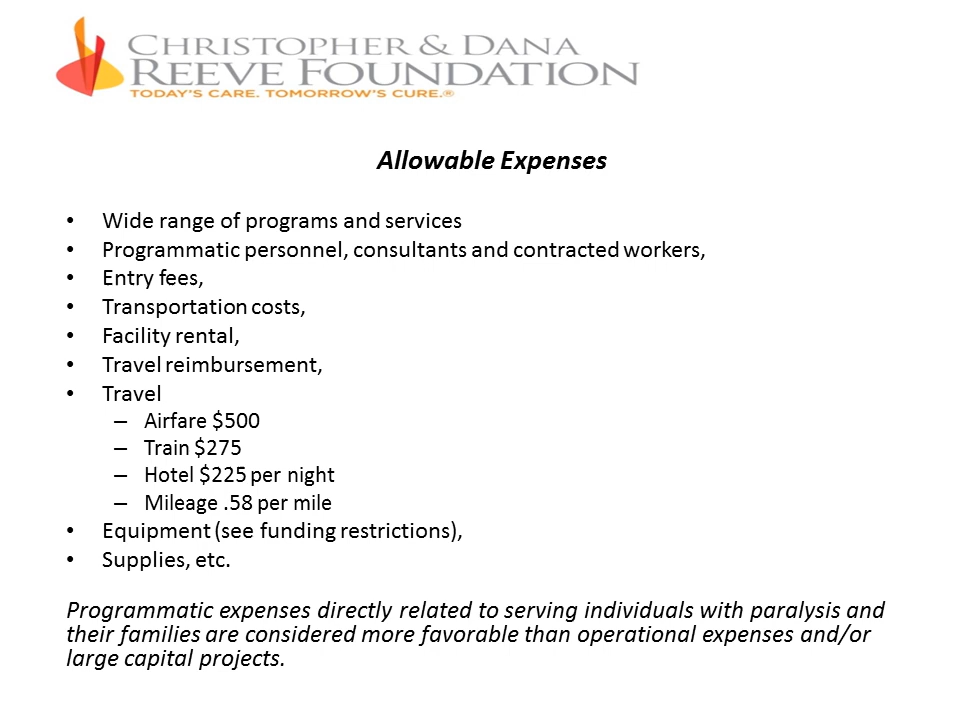 CHRISTOPHER & DANA
REEVE FOUNDATION
TODAY'S CARE. TOMORROW'S CURE.®
Allowable Expenses
• Wide range of programs and services
• Programmatic personnel, consultants and contracted workers,
• Entry fees,
• Transportation costs,
• Facility rental,
• Travel reimbursement,
• Travel
– Airfare $500
– Train $275
– Hotel $225 per night
– Mileage .58 per mile
• Equipment (see funding restrictions),
• Supplies, etc.
Programmatic expenses directly related to serving individuals with paralysis and
their families are considered more favorable than operational expenses and/or
large capital projects.